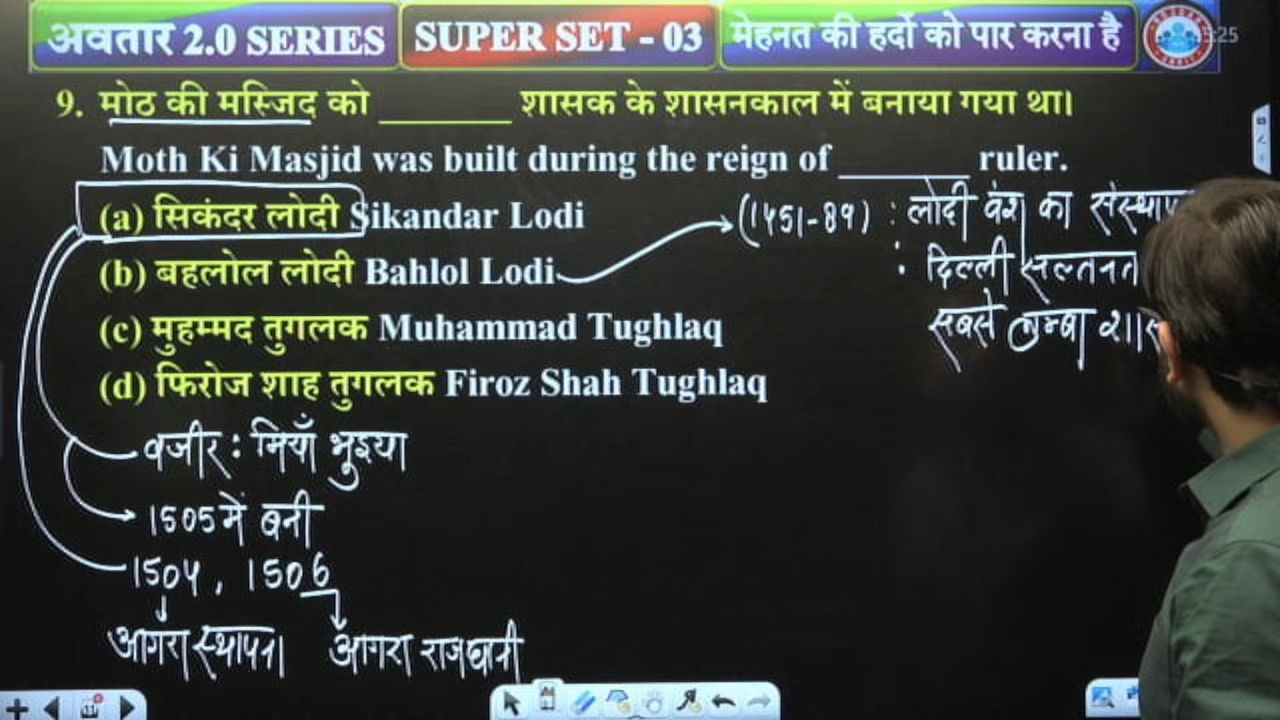 अवतार 2.0 SERIES SUPER SET - 03 मेहनत की हदों को पार करना है
9. मोठ की मस्जिद को ________ शासक के शासनकाल में बनाया गया था।
Moth Ki Masjid was built during the reign of ________ ruler.
(a) सिकंदर लोदी Sikandar Lodi
(1451-89) : लोदी वंश का
(b) बहलोल लोदी Bahlol Lodi
: दिल्ली सल्तनत
(c) मुहम्मद तुगलक Muhammad Tughlaq
सबसे लम्बा
(d) फिरोज शाह तुगलक Firoz Shah Tughlaq
वजीर : मियाँ भुइया
1505 में बनी
1504, 1506
आगरा स्थापना आगरा राजधानी